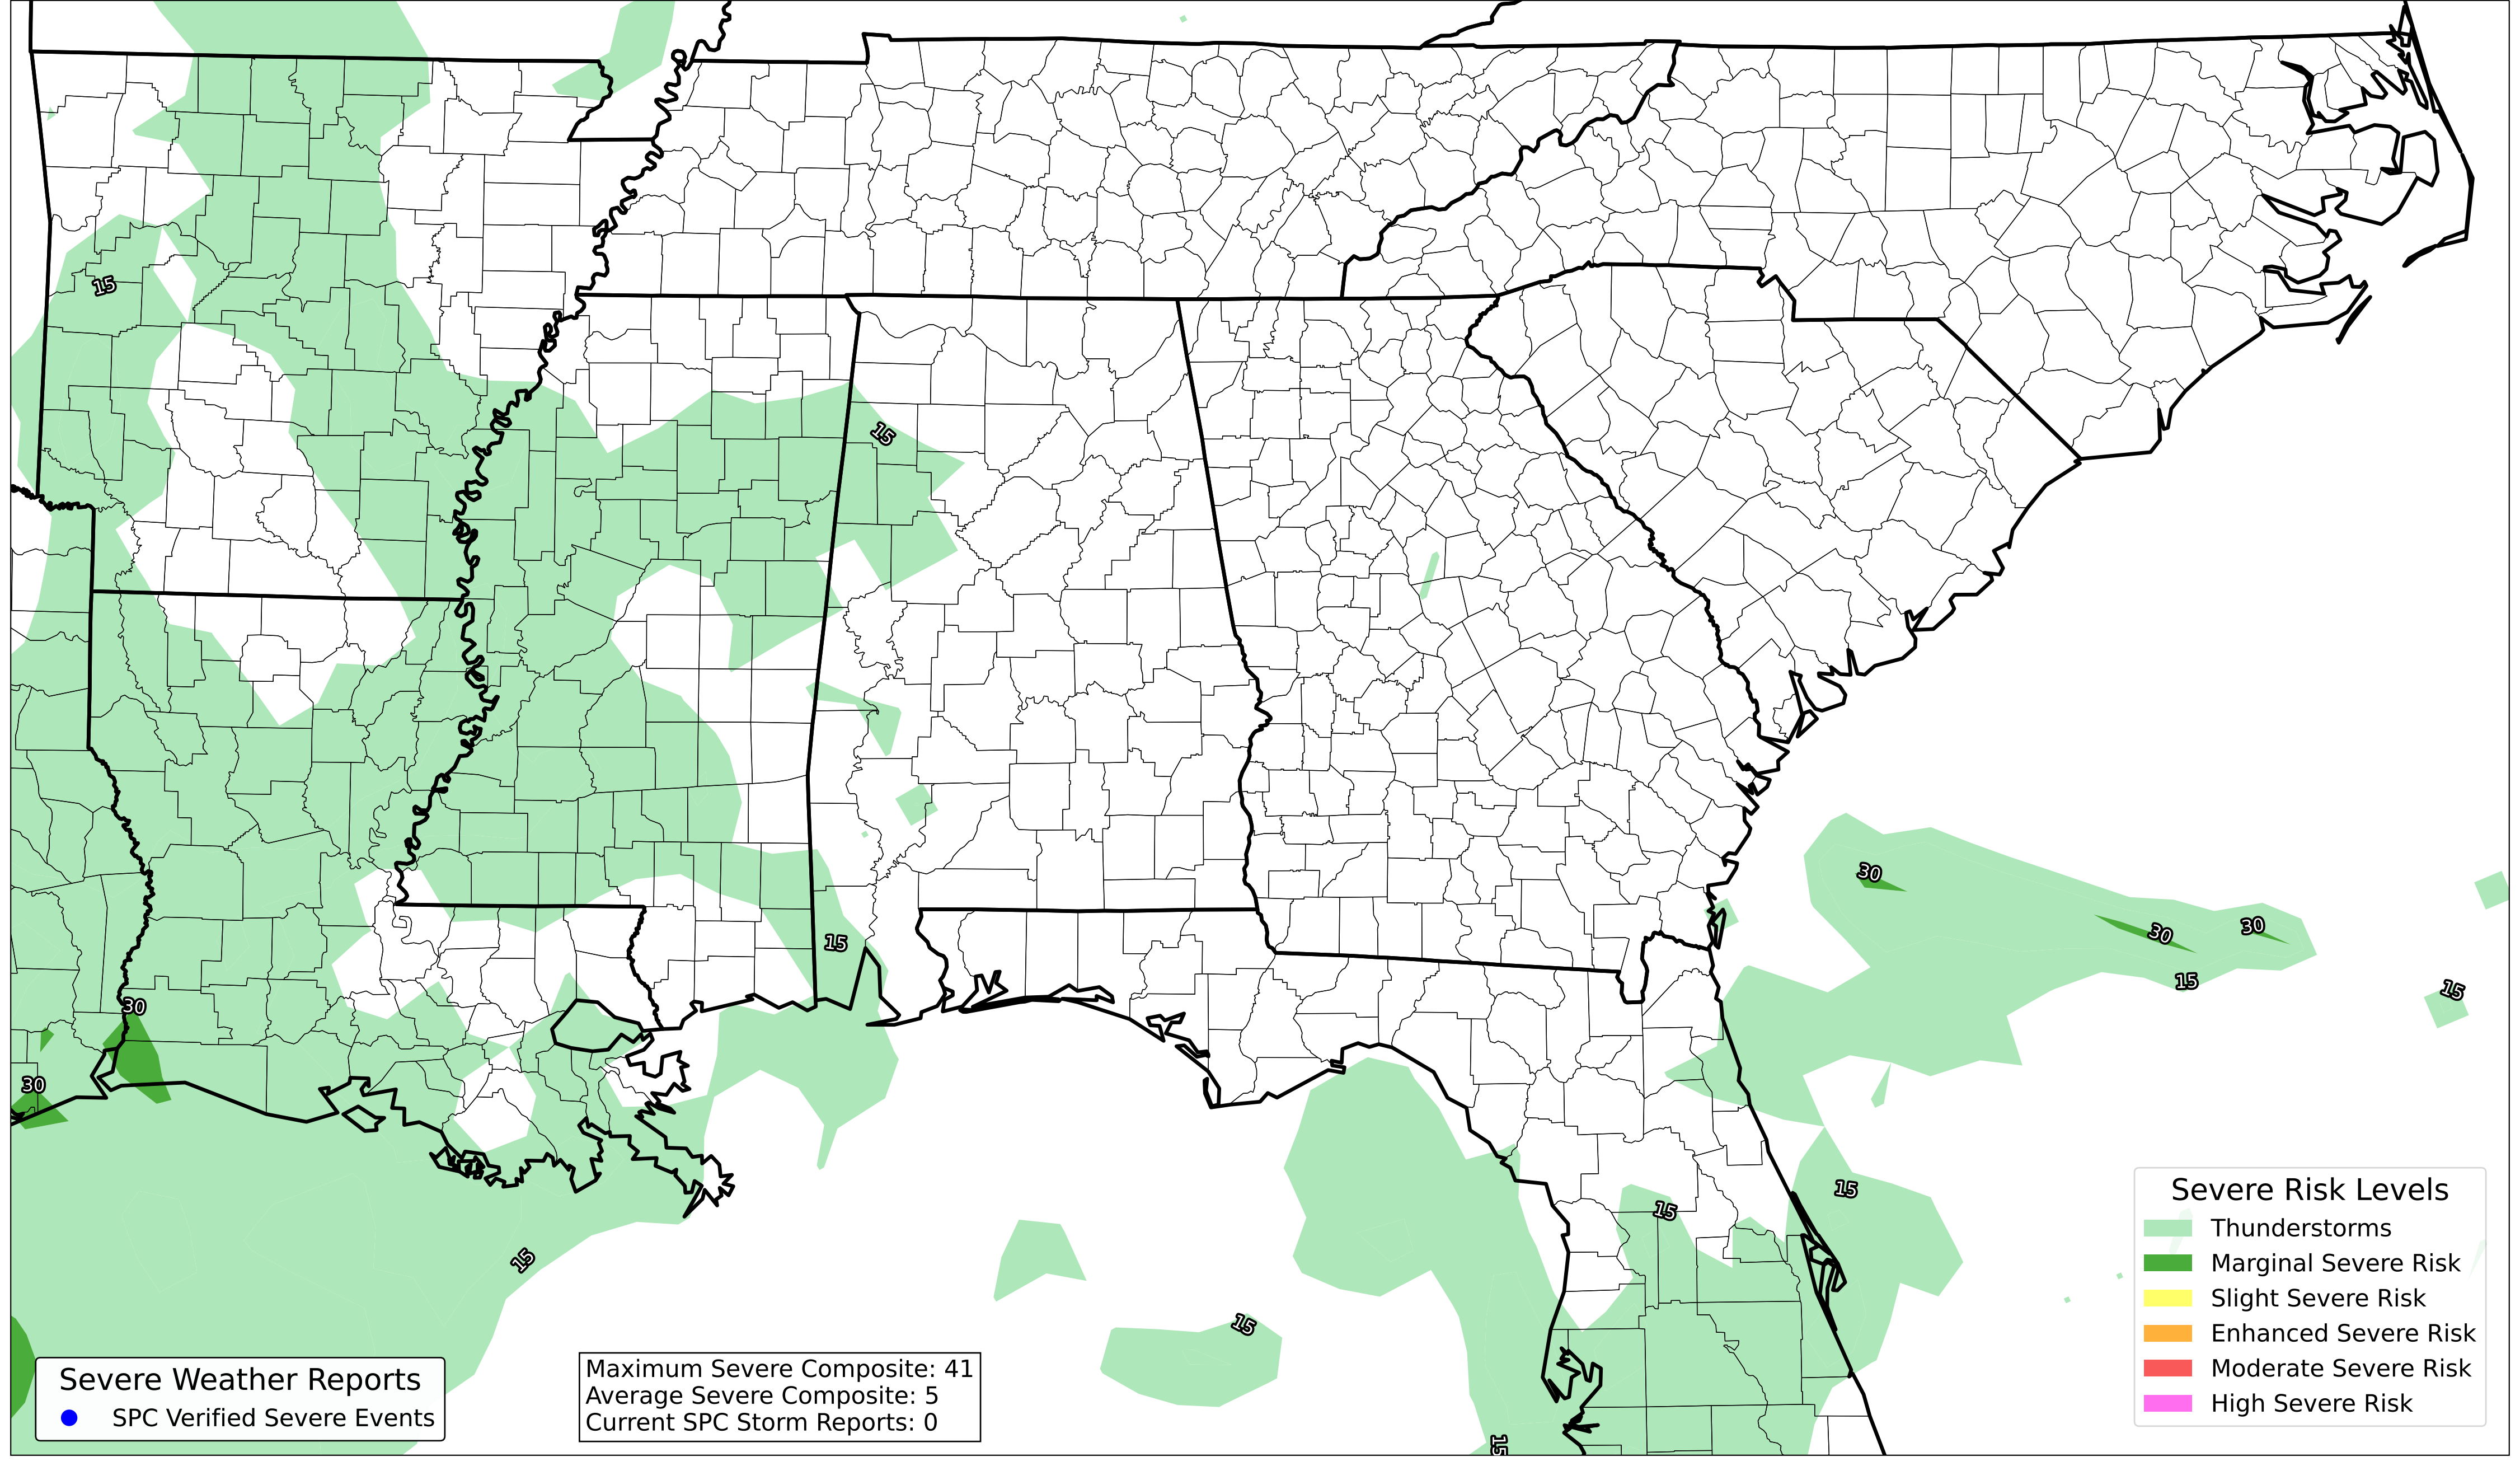 15
15
30
30
30
15
15
15
30
30
15
15
15
15
15
Severe Risk Levels
Thunderstorms
Marginal Severe Risk
Slight Severe Risk
Enhanced Severe Risk
Moderate Severe Risk
High Severe Risk
Severe Weather Reports
SPC Verified Severe Events
Maximum Severe Composite: 41
Average Severe Composite: 5
Current SPC Storm Reports: 0